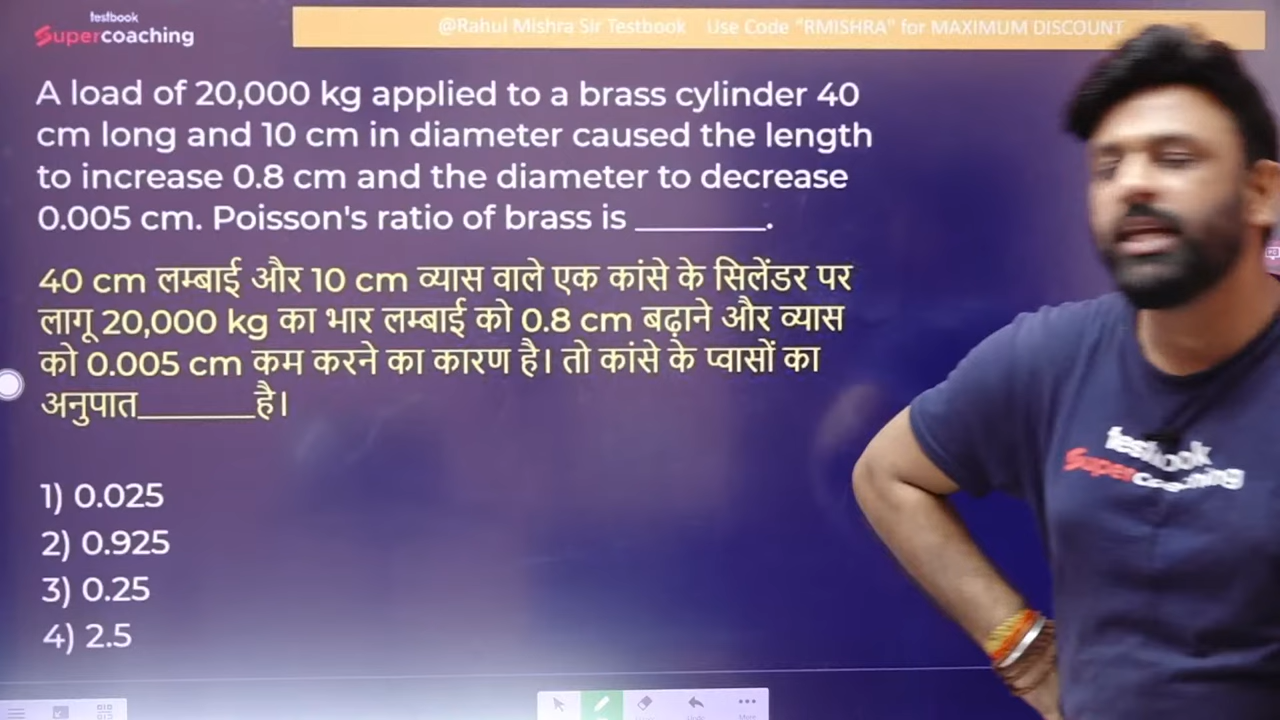 testbook
Supercoaching
@Rahul Mishra Sir Testbook Use Code "RMISHRA" for MAXIMUM DISCOUNT
A load of 20,000 kg applied to a brass cylinder 40
cm long and 10 cm in diameter caused the length
to increase 0.8 cm and the diameter to decrease
0.005 cm. Poisson's ratio of brass is ________.
40 cm लम्बाई और 10 cm व्यास वाले एक कांसे के सिलेंडर पर
लागू 20,000 kg का भार लम्बाई को 0.8 cm बढ़ाने और व्यास
को 0.005 cm कम करने का कारण है। तो कांसे के प्वासों का
अनुपात_______है।
1) 0.025
2) 0.925
3) 0.25
4) 2.5
testbook
SuperCoaching